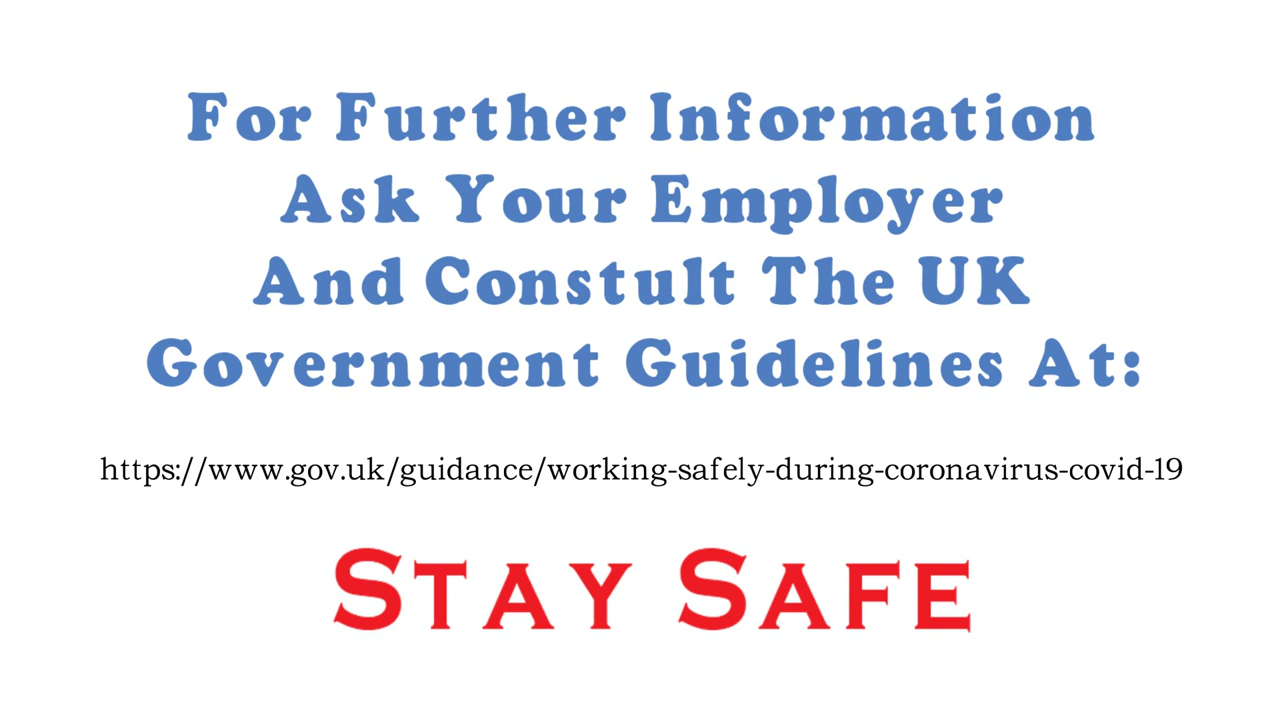 For Further Information
Ask Your Employer
And Constult The UK
Government Guidelines At:
https://www.gov.uk/guidance/working-safely-during-coronavirus-covid-19
STAY SAFE